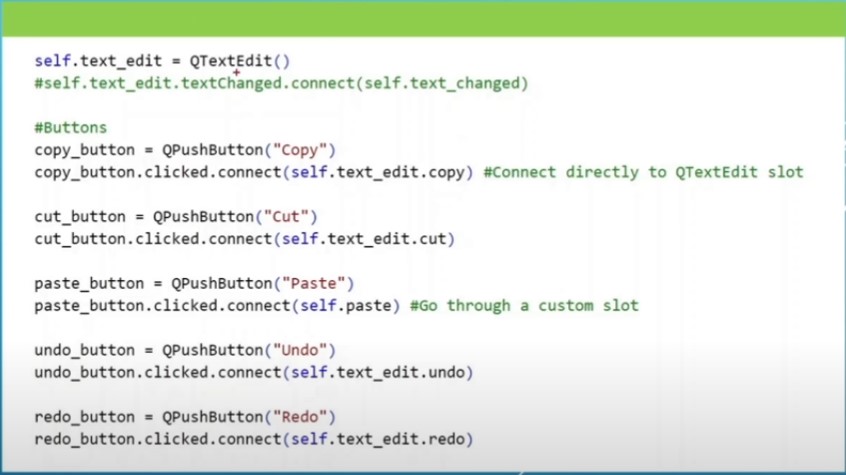 self.text_edit = QTextEdit()
#self.text_edit.textChanged.connect(self.text_changed)
#Buttons
copy_button = QPushButton("Copy")
copy_button.clicked.connect(self.text_edit.copy) #Connect directly to QTextEdit slot
cut_button = QPushButton("Cut")
cut_button.clicked.connect(self.text_edit.cut)
paste_button = QPushButton("Paste")
paste_button.clicked.connect(self.paste) #Go through a custom slot
undo_button = QPushButton("Undo")
undo_button.clicked.connect(self.text_edit.undo)
redo_button = QPushButton("Redo")
redo_button.clicked.connect(self.text_edit.redo)